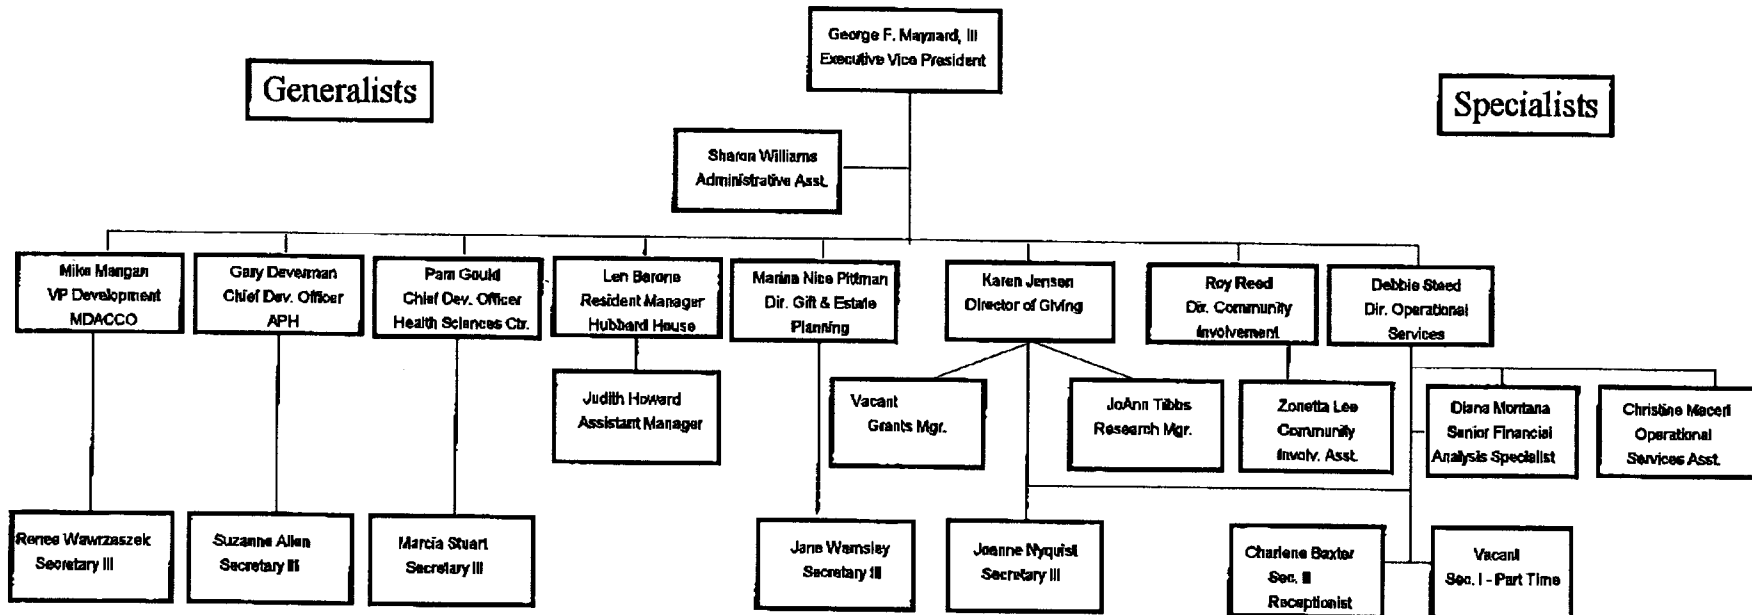 George F. Maynard, III
Executive Vice President
Generalists
Specialists
Sharon Williams
Administrative Asst.
Mike Mangan
VP Development
MDACCO
Gary Deverman
Chief Dev. Officer
APH
Pam Gould
Chief Dev. Officer
Health Sciences Ctr.
Len Barone
Resident Manager
Hubbard House
Marina Nice Pittman
Dir. Gift & Estate
Planning
Karen Jensen
Director of Giving
Roy Reed
Dir. Community
Involvement
Debbie Steed
Dir. Operational
Services
Judith Howard
Assistant Manager
Vacant
Grants Mgr.
JoAnn Tibbs
Research Mgr.
Zonetta Lee
Community
Involv. Asst.
Diana Montana
Senior Financial
Analysis Specialist
Christine Maceri
Operational
Services Asst.
Renee Wawrzaszek
Secretary III
Suzanne Allen
Secretary III
Marcia Stuart
Secretary III
Jane Wamsley
Secretary III
Joanne Nyquist
Secretary III
Charlene Baxter
Sec. II
Receptionist
Vacant
Sec. I - Part Time